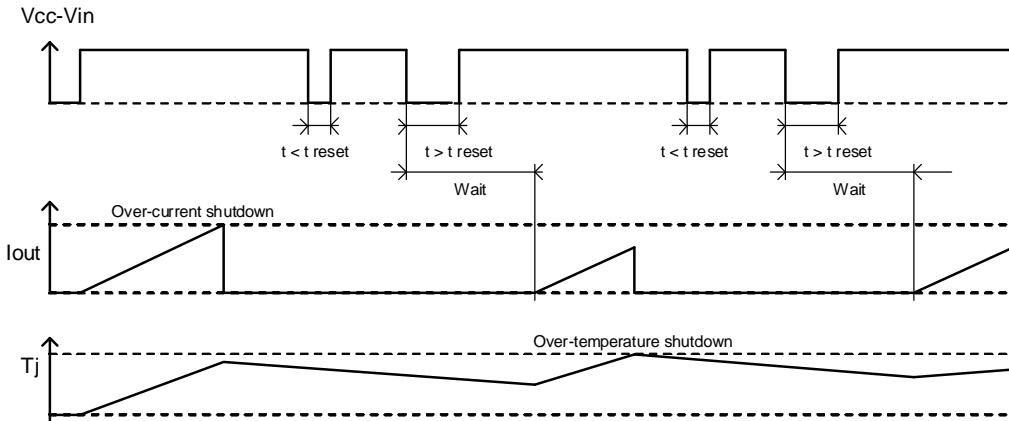 Vcc-Vin
t < t reset
t > t reset
t < t reset
t > t reset
Wait
Wait
Over-current shutdown
Iout
Over-temperature shutdown
Tj